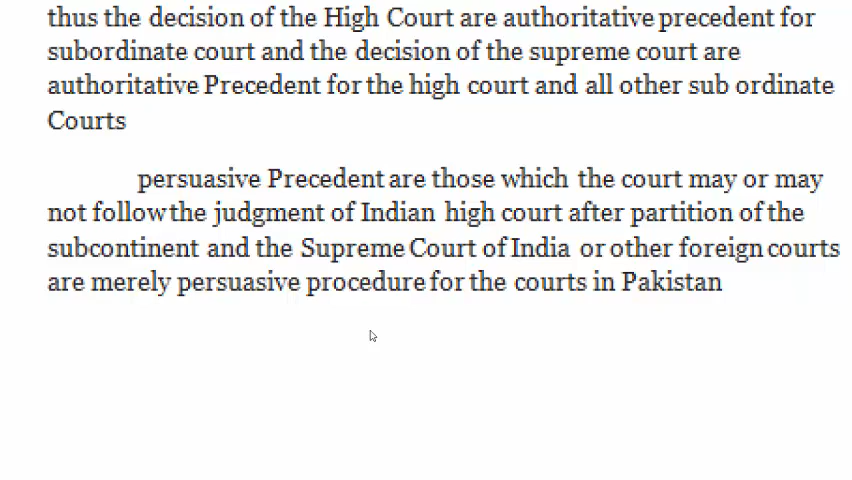 thus the decision of the High Court are authoritative precedent for
subordinate court and the decision of the supreme court are
authoritative Precedent for the high court and all other sub ordinate
Courts
persuasive Precedent are those which the court may or may
not follow the judgment of Indian high court after partition of the
subcontinent and the Supreme Court of India or other foreign courts
are merely persuasive procedure for the courts in Pakistan